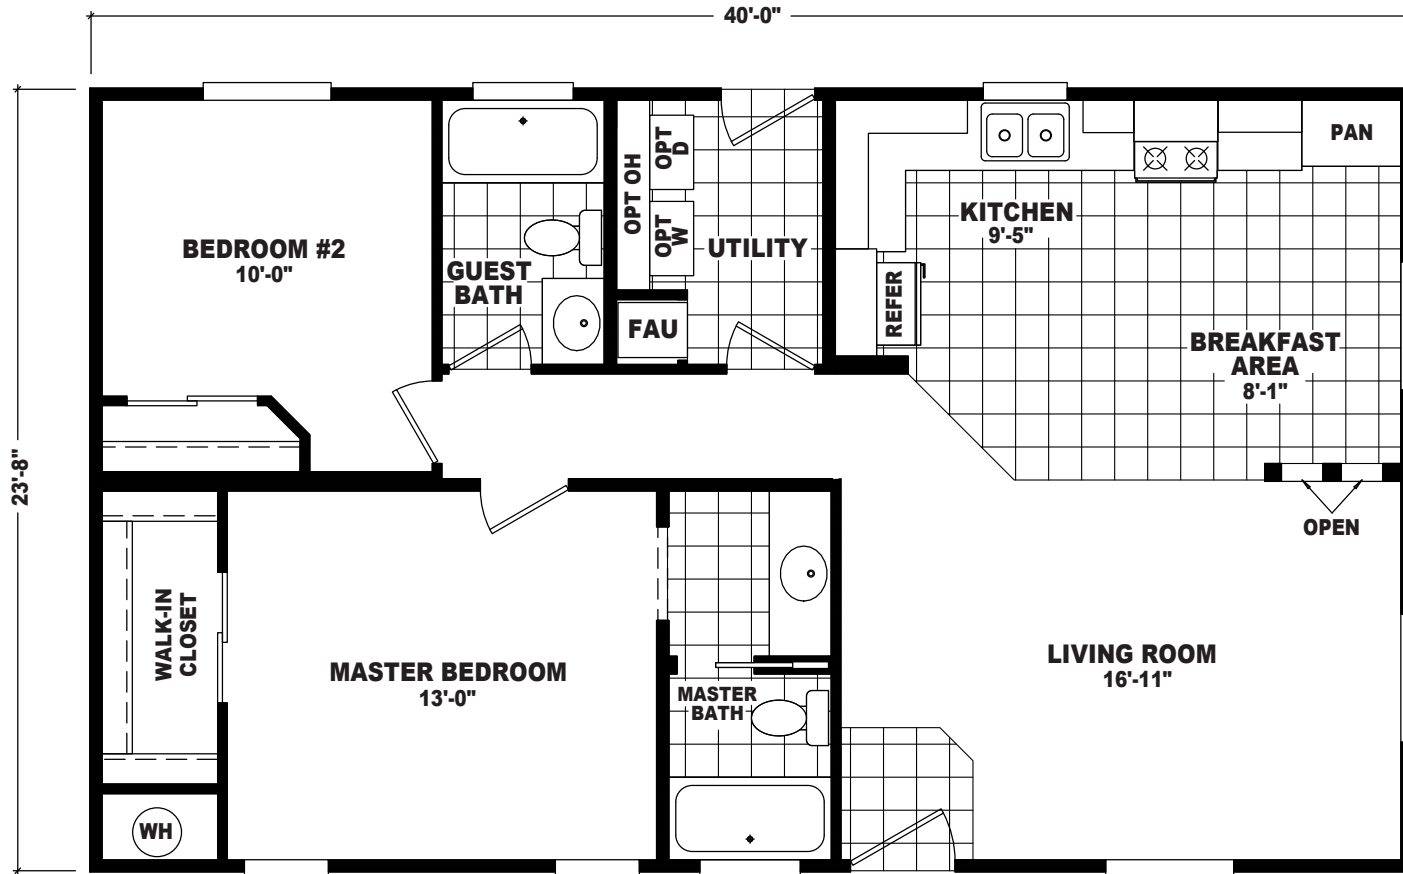 40'-0"
23'-8"
BEDROOM #2
10'-0"
GUEST
BATH
OPT OH
OPT
D
OPT
W
UTILITY
FAU
KITCHEN
9'-5"
PAN
REFER
BREAKFAST
AREA
8'-1"
OPEN
WALK-IN
CLOSET
MASTER BEDROOM
13'-0"
MASTER
BATH
LIVING ROOM
16'-11"
WH